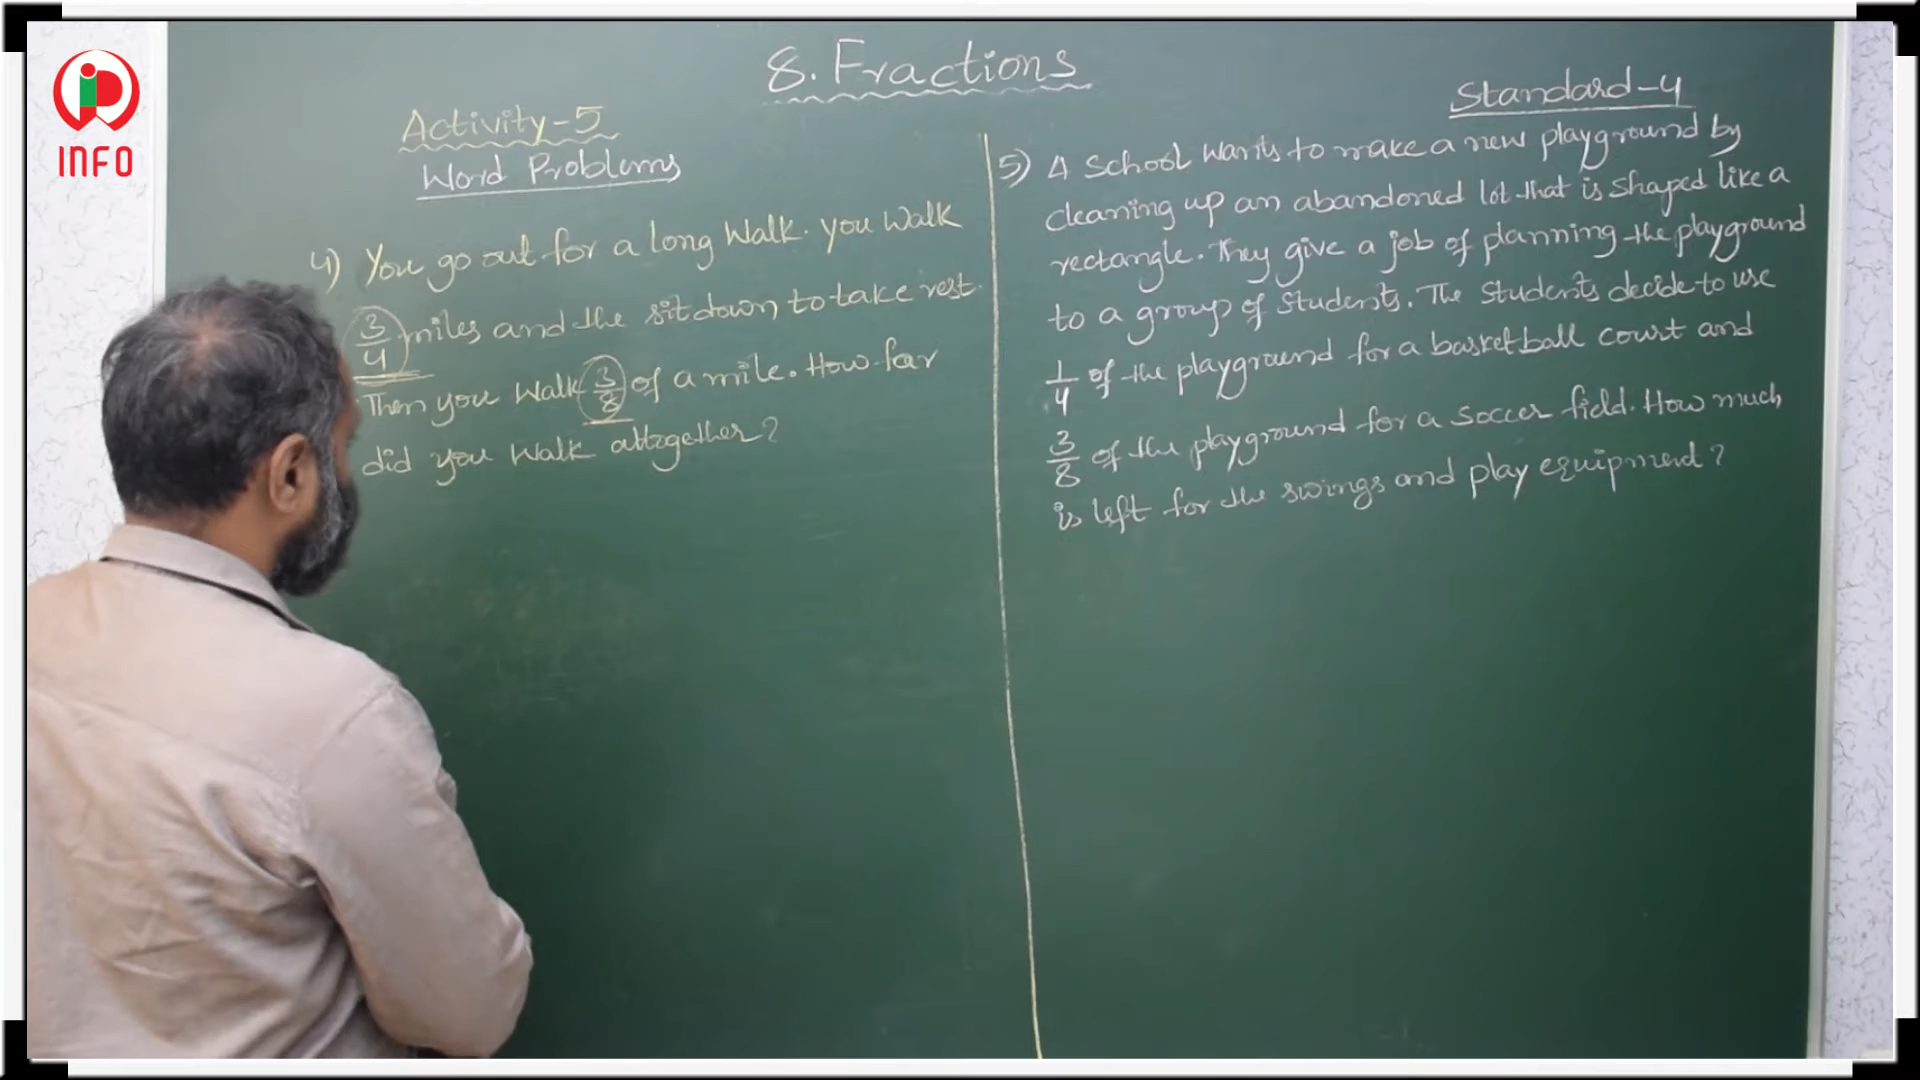 INFO
8. Fractions
Standard-4
Activity-5
Word Problems
4) You go out for a long walk. you walk
3/4 miles and the sit down to take rest.
Then you walk 3/8 of a mile. How far
did you walk altogether?
5) A School wants to make a new playground by
cleaning up an abandoned lot that is shaped like a
rectangle. They give a job of planning the playground
to a group of students. The students decide to use
1/4 of the playground for a basketball court and
3/8 of the playground for a soccer field. How much
is left for the swings and play equipment?